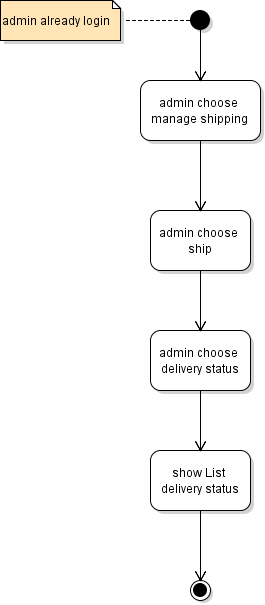 admin already login
admin choose
manage shipping
admin choose
ship
admin choose
delivery status
show List
delivery status